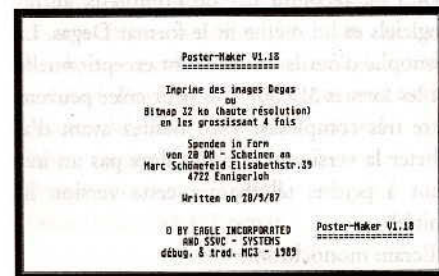 Poster-Maker V1.18
==================
Imprime des images Degas
ou
Bitmap 32 ko (haute résolution)
en les grossissant 4 fois
Spenden in Form
von 20 DM - Scheinen an
Marc Schönefeld Elisabethstr.39
4722 Ennigerloh
Written on 20/9/87
© BY EAGLE INCORPORATED
AND SSVC - SYSTEMS
débug. & trad. MCJ - 1989
Poster-Maker V1.18
==================